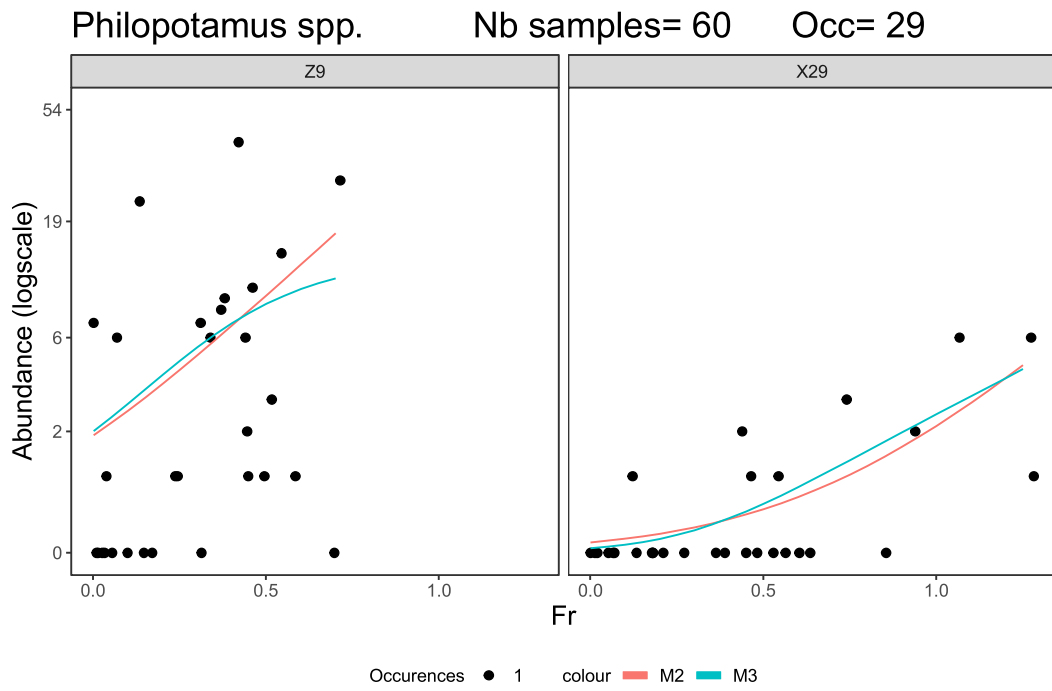 Philopotamus spp. Nb samples= 60 Occ= 29
Z9 X29
Abundance (logscale)
54
19
6
2
0
0.0 0.5 1.0 0.0 0.5 1.0
Fr
Occurences 1 colour M2 M3